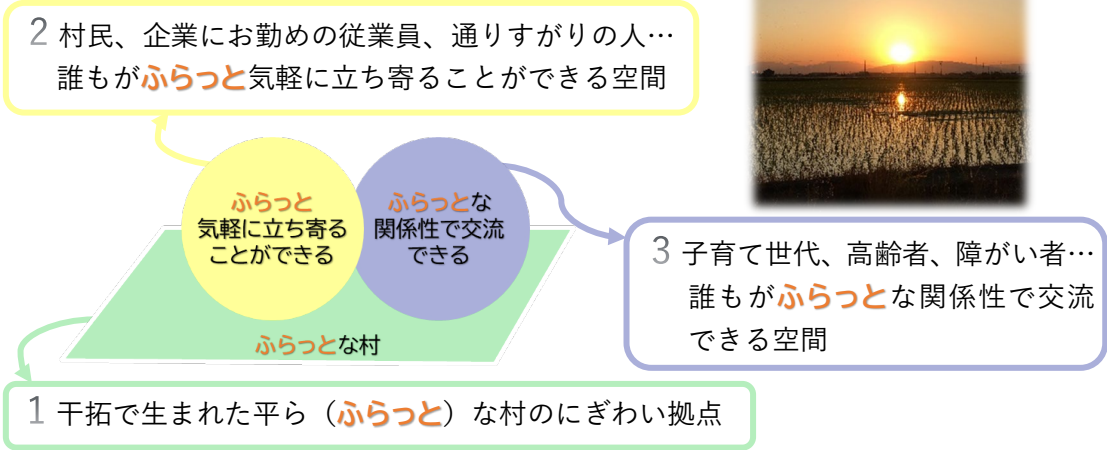 2 村民、企業にお勤めの従業員、通りすがりの人…
誰もがふらっと気軽に立ち寄ることができる空間
ふらっと
気軽に立ち寄る
ことができる
ふらっとな
関係性で交流
できる
ふらっとな村
3 子育て世代、高齢者、障がい者…
誰もがふらっとな関係性で交流
できる空間
1 干拓で生まれた平ら（ふらっと）な村のにぎわい拠点